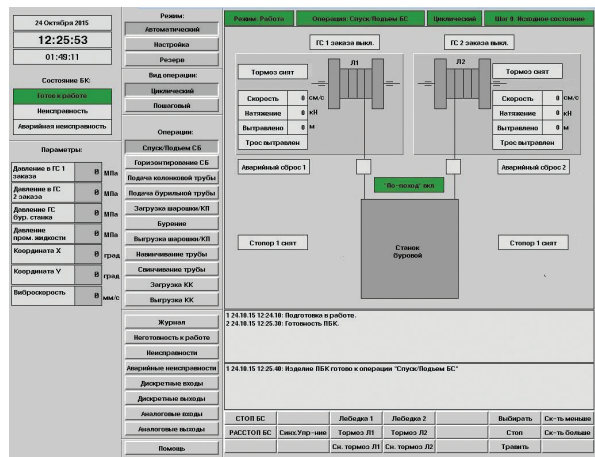 24 Октября 2015
12:25:53
01:49:11
Состояние БК:
Готов к работе
Неисправность
Аварийная неисправность
Параметры:
Давление в ГС 1 заказа 0 МПа
Давление в ГС 2 заказа 0 МПа
Давление ГС бур. станка 0 МПа
Давление пром. жидкости 0 МПа
Координата X 0 град
Координата Y 0 град
Виброскорость 0 мм/с
Режим:
Автоматический
Настройка
Резерв
Вид операции:
Циклический
Пошаговый
Операция:
Спуск/Подъем СБ
Горизонтирование СБ
Подача колонковой трубы
Подача бурильной трубы
Загрузка шарошки/КП
Бурение
Выгрузка шарошки/КП
Навинчивание трубы
Свинчивание трубы
Загрузка КК
Выгрузка КК
Журнал
Неготовность к работе
Неисправности
Аварийные неисправности
Дискретные входы
Дискретные выходы
Аналоговые входы
Аналоговые выходы
Помощь
Режим: Работа
Операция: Спуск/Подъем БС
Циклический
Шаг 0: Исходное состояние
ГС 1 заказа выкл.
ГС 2 заказа выкл.
Л1
Л2
Тормоз снят
Тормоз снят
Скорость 0 см/с
Натяжение 0 кН
Вытравлено 0 м
Трос вытравлен
Скорость 0
Натяжение 0
Вытравлено 0
Трос вытравлен
Аварийный сброс 1
Аварийный сброс 2
"По-поход" вкл
Стопор 1 снят
Стопор 1 снят
Станок
буровой
1 24.10.15 12:24.10: Подготовка в работе.
2 24.10.15 12:25.30: Готовность ПБК.
1 24.10.15 12:25.40: Изделие ПБК готово к операции "Спуск/Подъем БС"
СТОП БС Лебедка 1 Лебедка 2 Выбирать Ск-ть меньше
РАССТОП БС Синх.Упр-ние Тормоз Л1 Тормоз Л2 Стоп Ск-ть больше
Сн. тормоз Л1 Сн. тормоз Л2 Травить